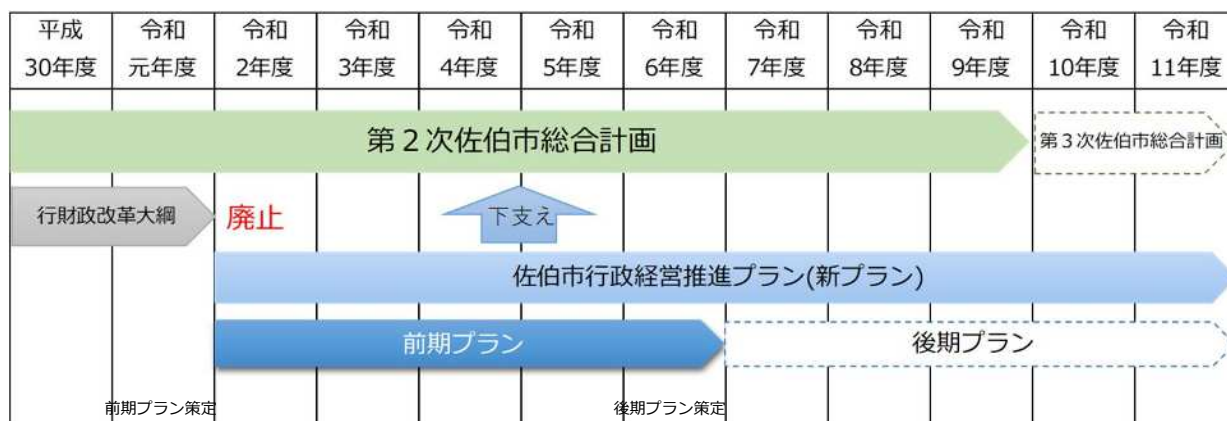 平成 令和 令和 令和 令和 令和 令和 令和 令和 令和 令和 令和
30年度 元年度 2年度 3年度 4年度 5年度 6年度 7年度 8年度 9年度 10年度 11年度
第２次佐伯市総合計画 第３次佐伯市総合計画
行財政改革大綱 廃止 下支え
佐伯市行政経営推進プラン(新プラン)
前期プラン 後期プラン
前期プラン策定 後期プラン策定